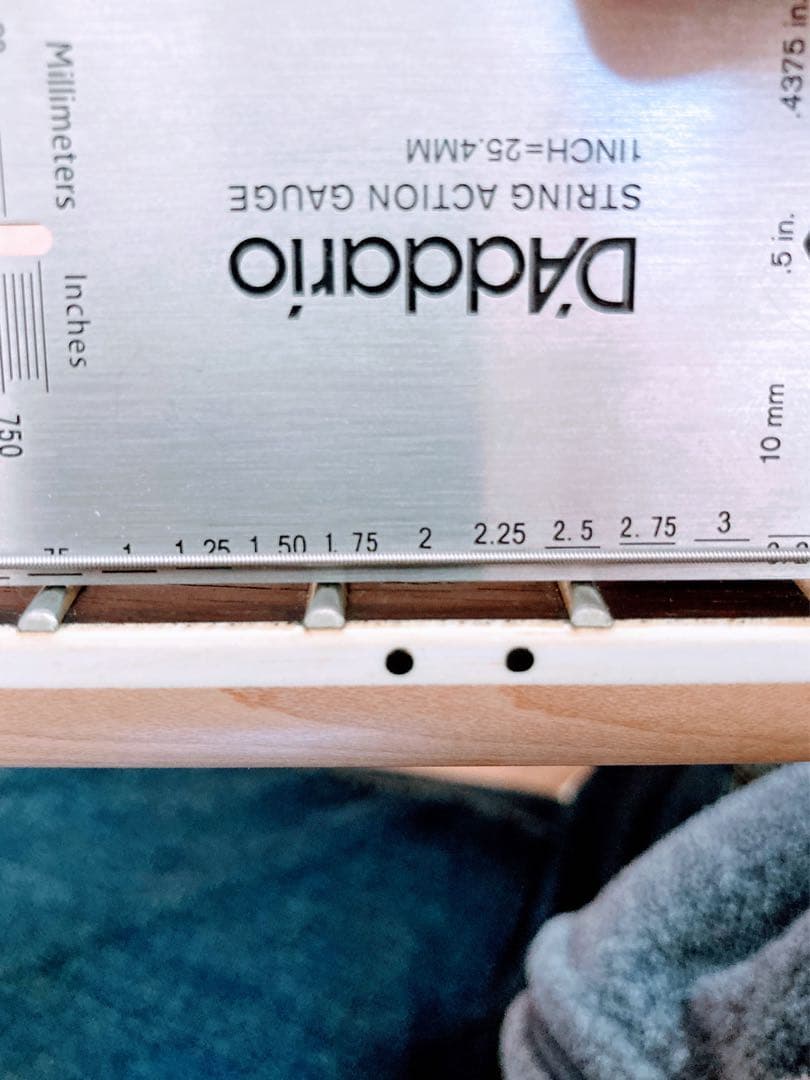 Millimeters
Inches
750
1INCH=25.4MM
STRING ACTION GAUGE
D'Addario
.4375 in.
.5 in.
10 mm
75 1 1.25 1.50 1.75 2 2.25 2.5 2.75 3